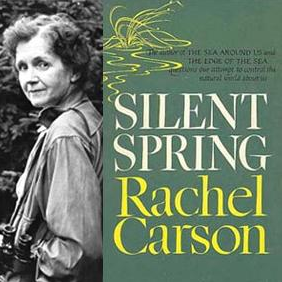 The author of THE SEA AROUND US and
THE EDGE OF THE SEA
questions our attempt to control the
natural world about us
SILENT
SPRING
Rachel
Carson